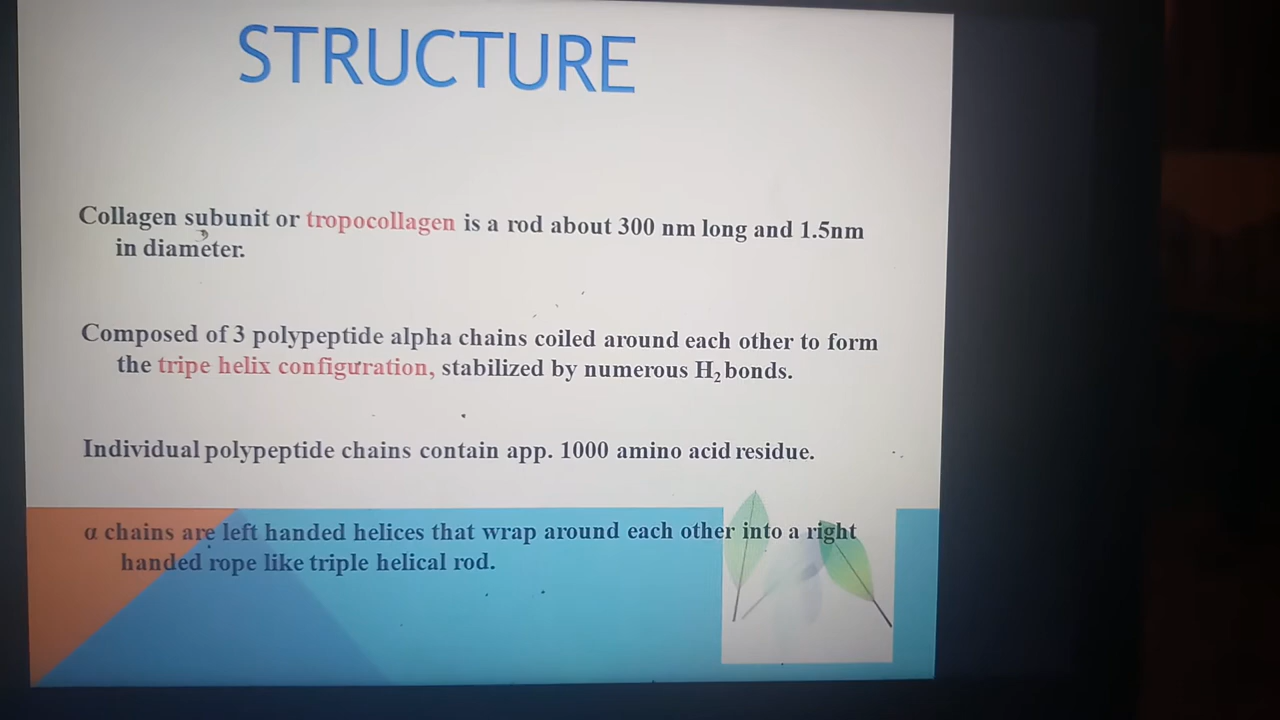 STRUCTURE
Collagen subunit or tropocollagen is a rod about 300 nm long and 1.5nm
in diameter.
Composed of 3 polypeptide alpha chains coiled around each other to form
the tripe helix configuration, stabilized by numerous H₂ bonds.
Individual polypeptide chains contain app. 1000 amino acid residue.
α chains are left handed helices that wrap around each other into a right
handed rope like triple helical rod.